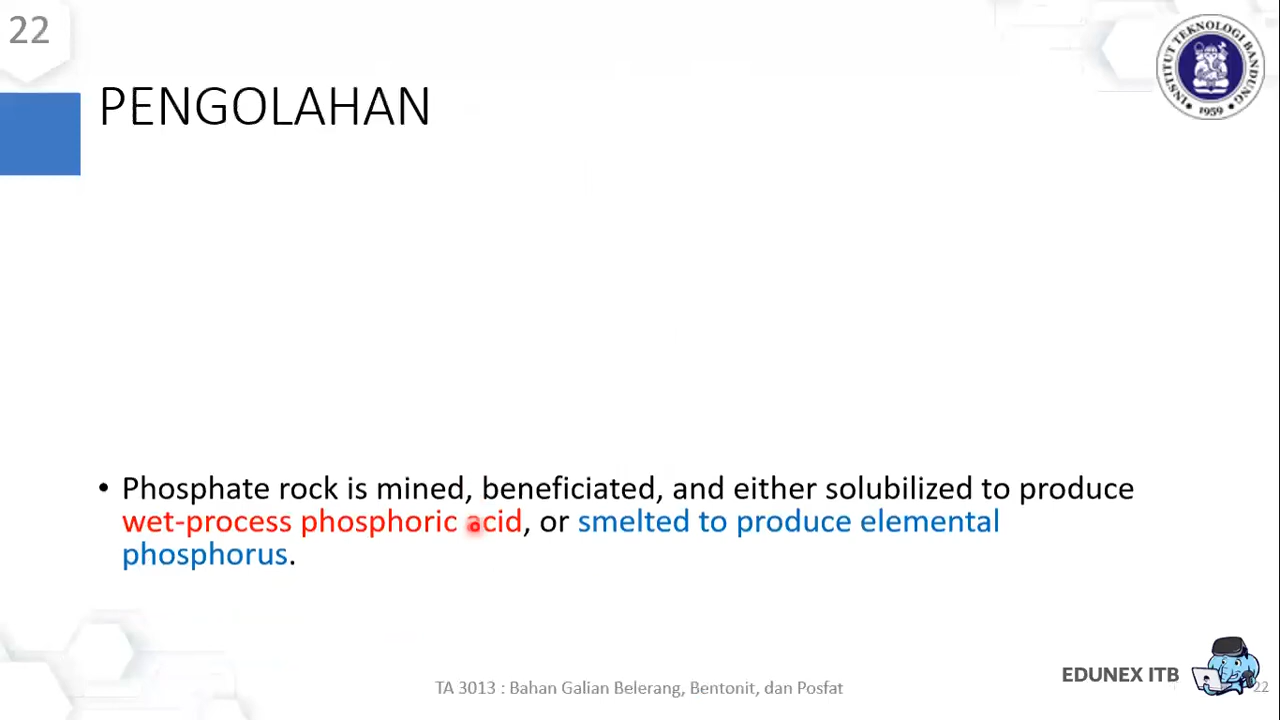 22
PENGOLAHAN
INSTITUT TEKNOLOGI BANDUNG
1959
• Phosphate rock is mined, beneficiated, and either solubilized to produce
wet-process phosphoric acid, or smelted to produce elemental
phosphorus.
EDUNEX ITB
TA 3013 : Bahan Galian Belerang, Bentonit, dan Posfat
22